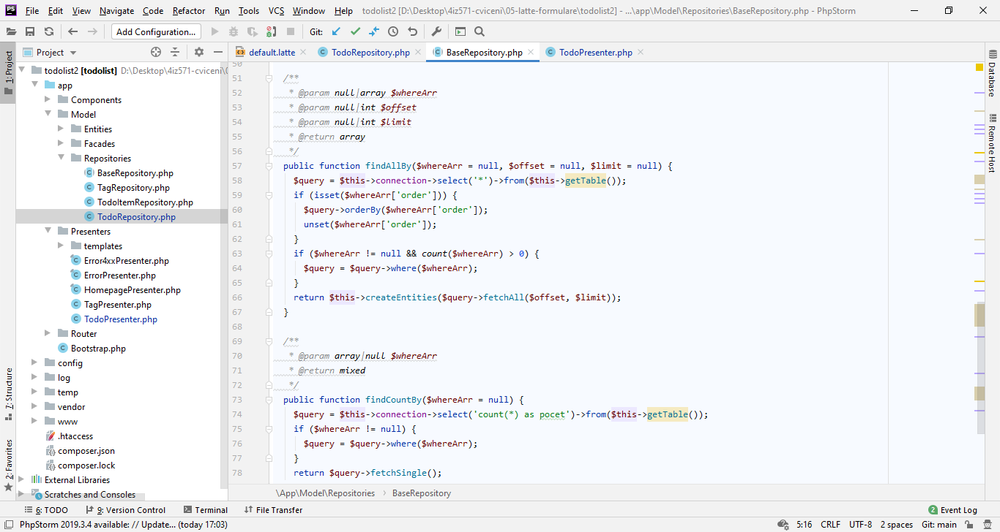 PS File Edit View Navigate Code Refactor Run Tools VCS Window Help todolist2 [D:\Desktop\4iz571-cviceni\05-latte-formulare\todolist2] - ...\app\Model\Repositories\BaseRepository.php - PhpStorm
Add Configuration... Git:
Project
default.latte TodoRepository.php BaseRepository.php TodoPresenter.php
1: Project
7: Structure
2: Favorites
todolist2 [todolist] D:\Desktop\4iz571-cviceni\
app
Components
Model
Entities
Facades
Repositories
BaseRepository.php
TagRepository.php
TodoItemRepository.php
TodoRepository.php
Presenters
templates
Error4xxPresenter.php
ErrorPresenter.php
HomepagePresenter.php
TagPresenter.php
TodoPresenter.php
Router
Bootstrap.php
config
log
temp
vendor
www
.htaccess
composer.json
composer.lock
External Libraries
Scratches and Consoles
50
51 /**
52 * @param null|array $whereArr
53 * @param null|int $offset
54 * @param null|int $limit
55 * @return array
56 */
57 public function findAllBy($whereArr = null, $offset = null, $limit = null) {
58 $query = $this->connection->select('*')->from($this->getTable());
59 if (isset($whereArr['order'])) {
60 $query->orderBy($whereArr['order']);
61 unset($whereArr['order']);
62 }
63 if ($whereArr != null && count($whereArr) > 0) {
64 $query = $query->where($whereArr);
65 }
66 return $this->createEntities($query->fetchAll($offset, $limit));
67 }
68
69 /**
70 * @param array|null $whereArr
71 * @return mixed
72 */
73 public function findCountBy($whereArr = null) {
74 $query = $this->connection->select('count(*) as pocet')->from($this->getTable());
75 if ($whereArr != null) {
76 $query = $query->where($whereArr);
77 }
78 return $query->fetchSingle();
\App\Model\Repositories › BaseRepository
Database
Remote Host
6: TODO 9: Version Control Terminal File Transfer 2 Event Log
PhpStorm 2019.3.4 available: // Update... (today 17:03) 5:16 CRLF UTF-8 2 spaces Git: main